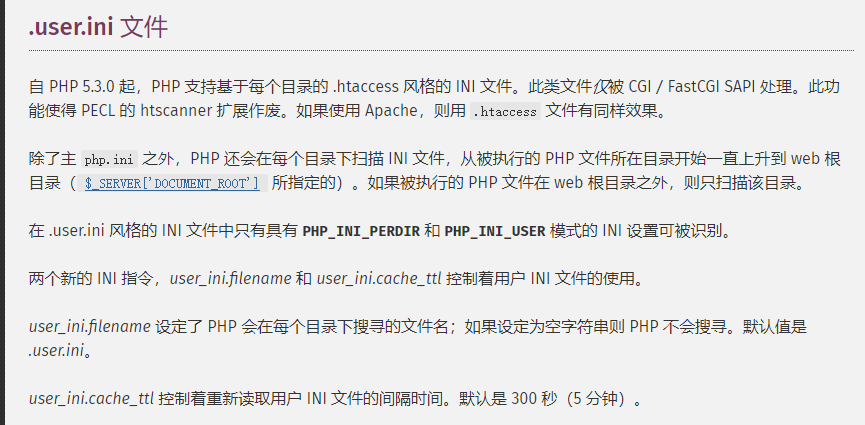 .user.ini 文件
自 PHP 5.3.0 起，PHP 支持基于每个目录的 .htaccess 风格的 INI 文件。此类文件仅被 CGI / FastCGI SAPI 处理。此功
能使得 PECL 的 htscanner 扩展作废。如果使用 Apache，则用 .htaccess 文件有同样效果。
除了主 php.ini 之外，PHP 还会在每个目录下扫描 INI 文件，从被执行的 PHP 文件所在目录开始一直上升到 web 根
目录（$_SERVER['DOCUMENT_ROOT'] 所指定的）。如果被执行的 PHP 文件在 web 根目录之外，则只扫描该目录。
在 .user.ini 风格的 INI 文件中只有具有 PHP_INI_PERDIR 和 PHP_INI_USER 模式的 INI 设置可被识别。
两个新的 INI 指令，user_ini.filename 和 user_ini.cache_ttl 控制着用户 INI 文件的使用。
user_ini.filename 设定了 PHP 会在每个目录下搜寻的文件名；如果设定为空字符串则 PHP 不会搜寻。默认值是
.user.ini。
user_ini.cache_ttl 控制着重新读取用户 INI 文件的间隔时间。默认是 300 秒（5 分钟）。